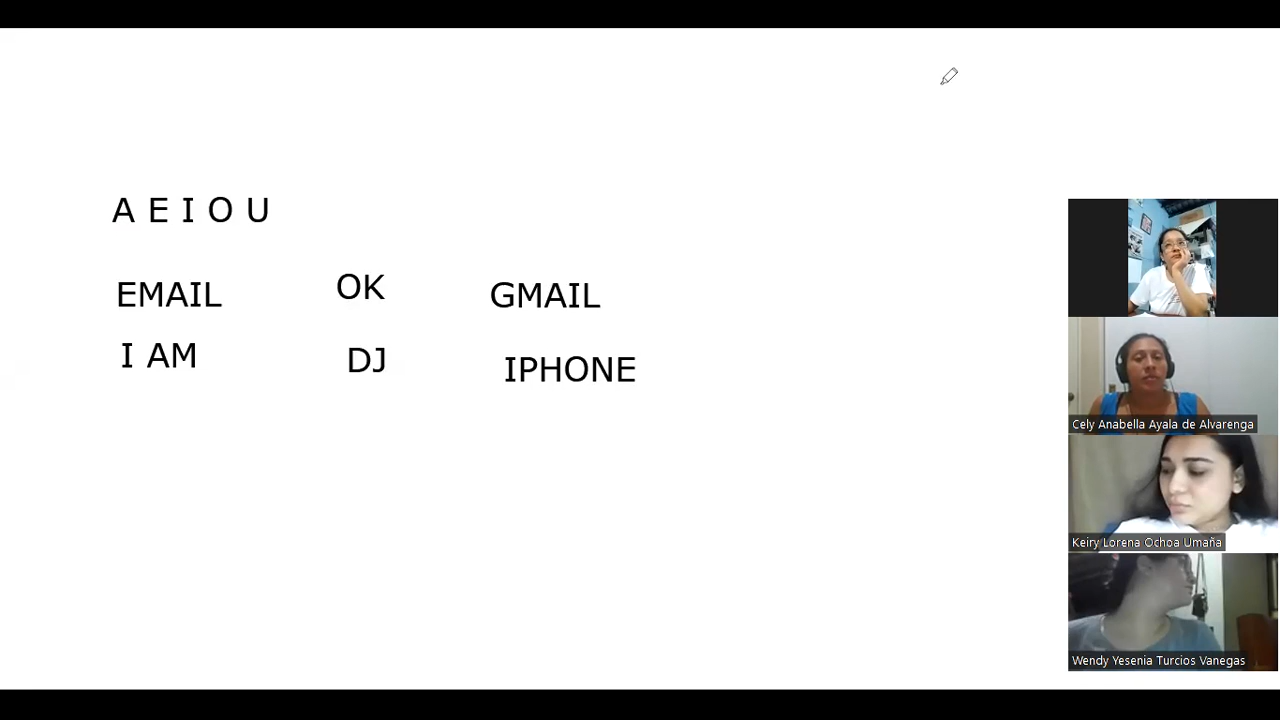 A E I O U
EMAIL OK GMAIL
I AM DJ IPHONE
Cely Anabella Ayala de Alvarenga
Keiry Lorena Ochoa Umaña
Wendy Yesenia Turcios Vanegas